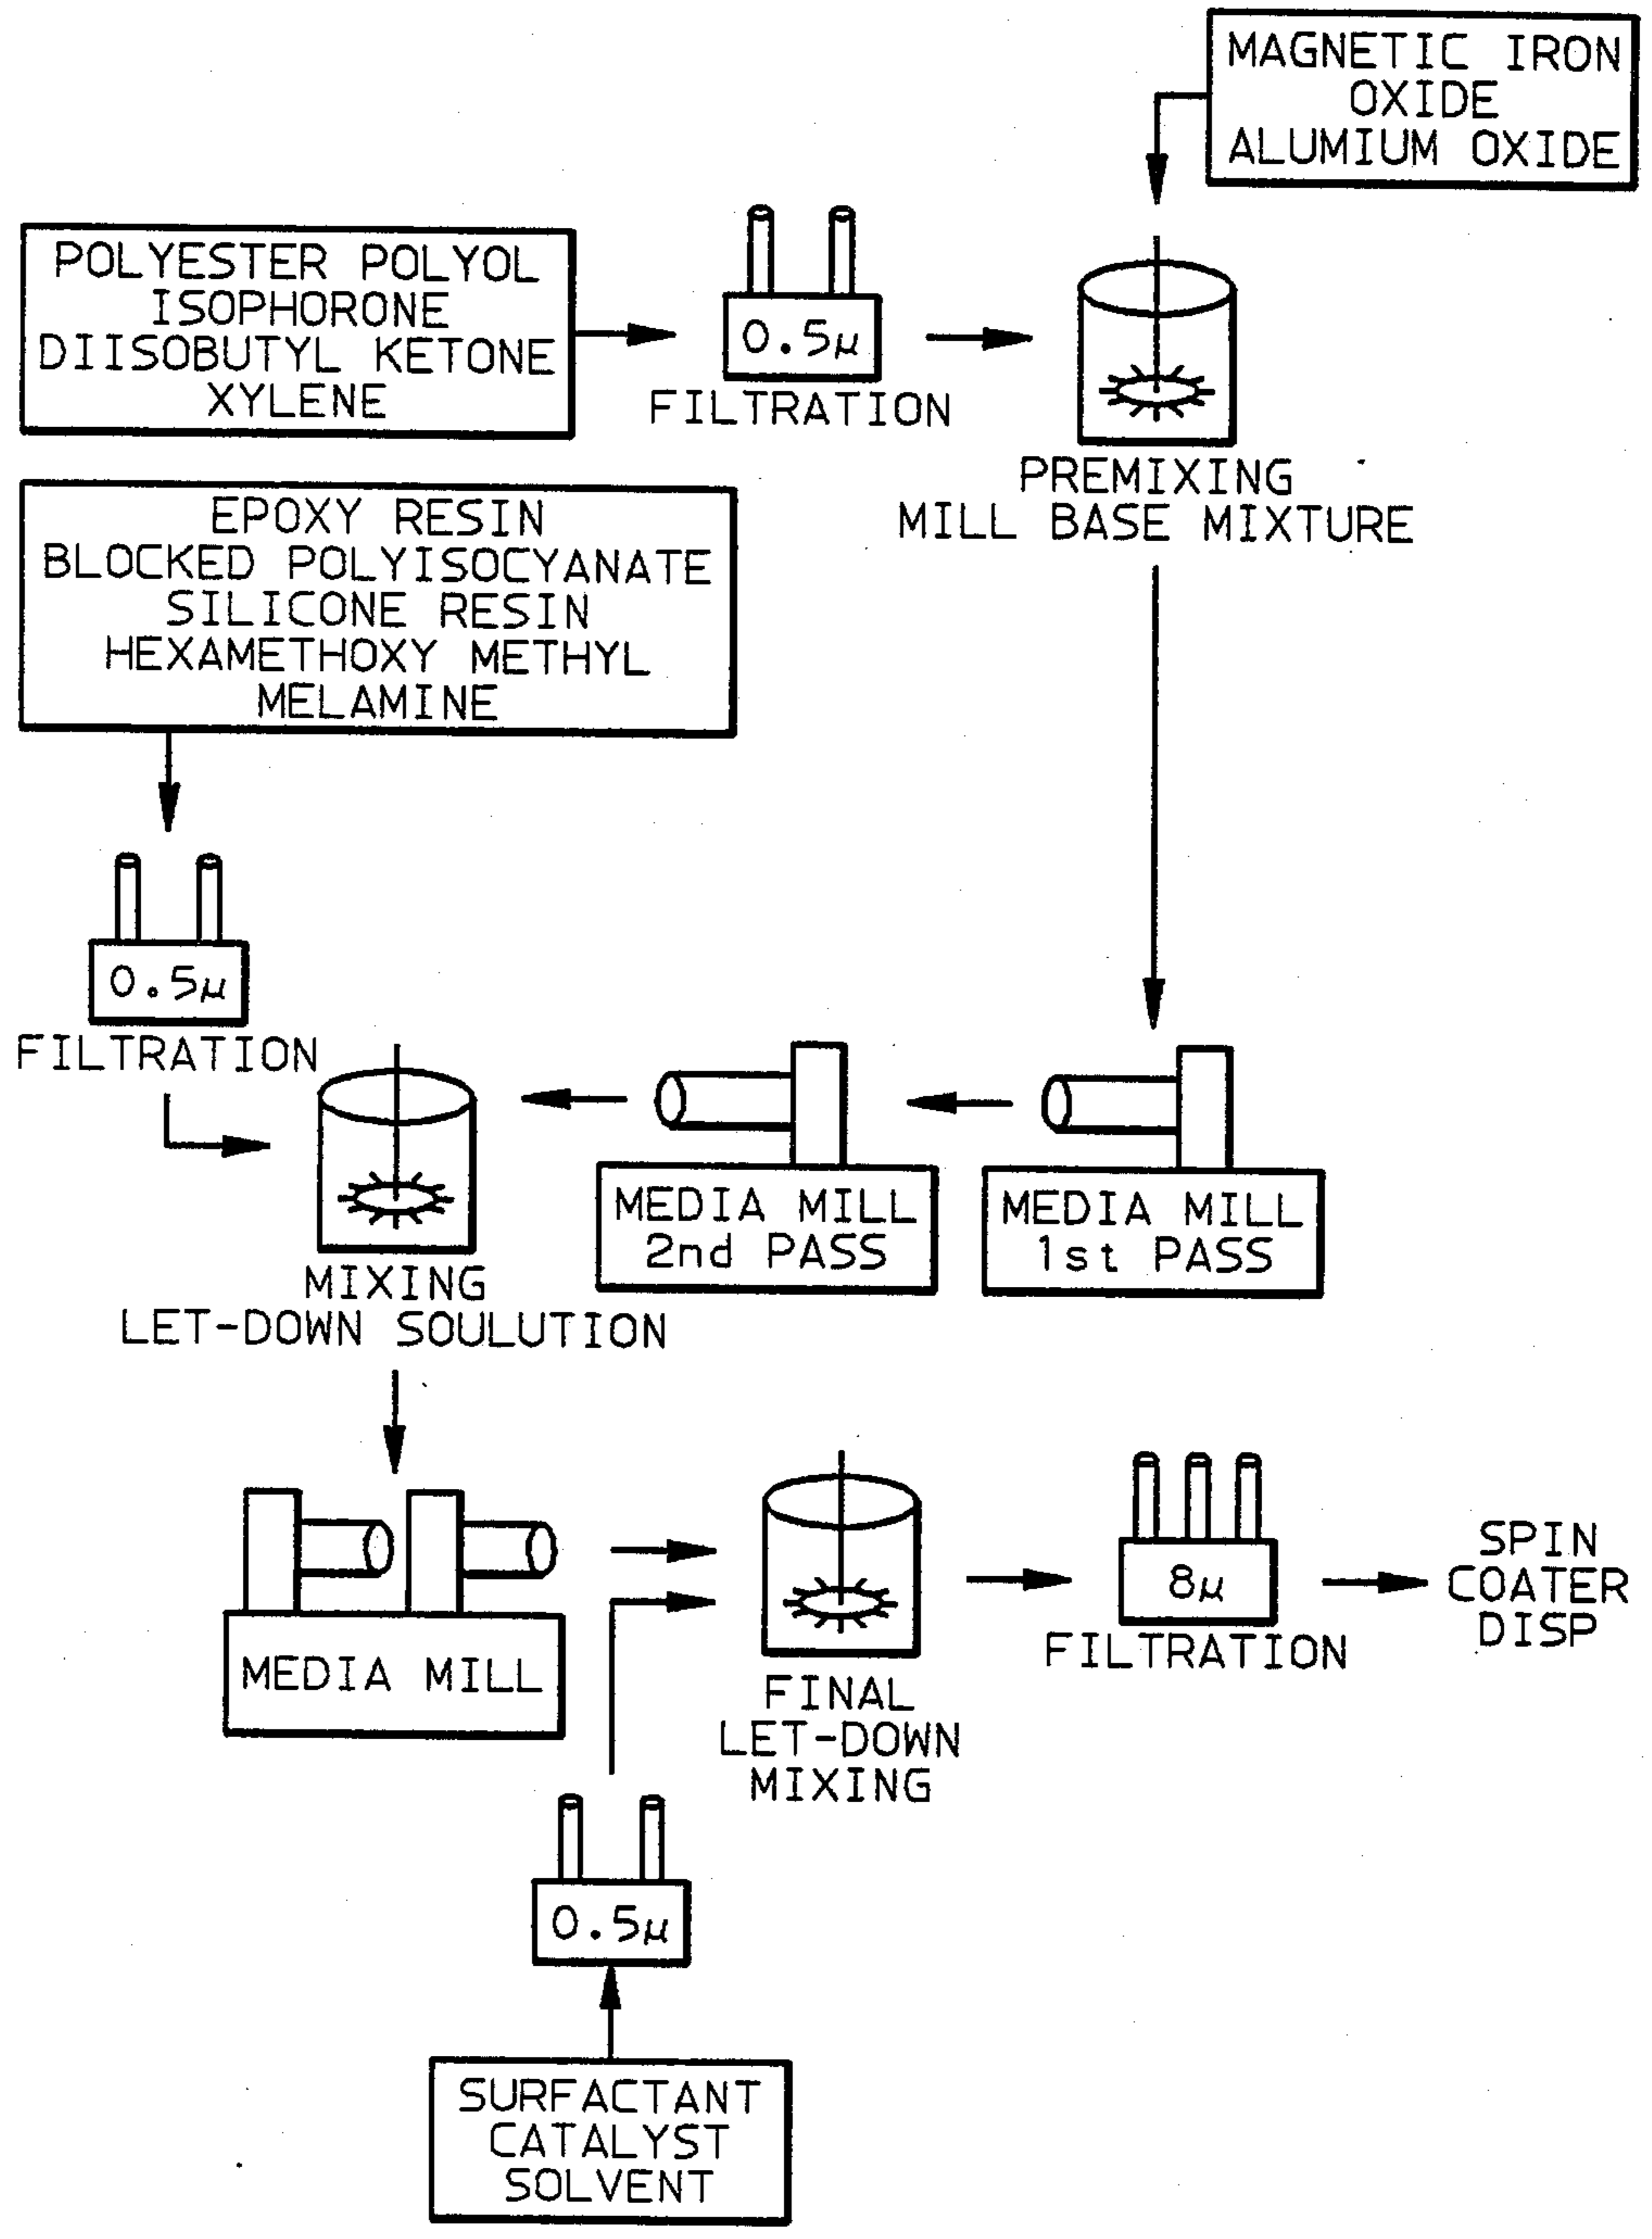 MAGNETIC IRON
OXIDE
ALUMIUM OXIDE
POLYESTER POLYOL
ISOPHORONE
DIISOBUTYL KETONE
XYLENE
0.5μ
FILTRATION
PREMIXING
MILL BASE MIXTURE
EPOXY RESIN
BLOCKED POLYISOCYANATE
SILICONE RESIN
HEXAMETHOXY METHYL
MELAMINE
0.5μ
FILTRATION
MEDIA MILL
1st PASS
MEDIA MILL
2nd PASS
MIXING
LET-DOWN SOULUTION
MEDIA MILL
FINAL
LET-DOWN
MIXING
8μ
FILTRATION
SPIN
COATER
DISP
0.5μ
SURFACTANT
CATALYST
SOLVENT